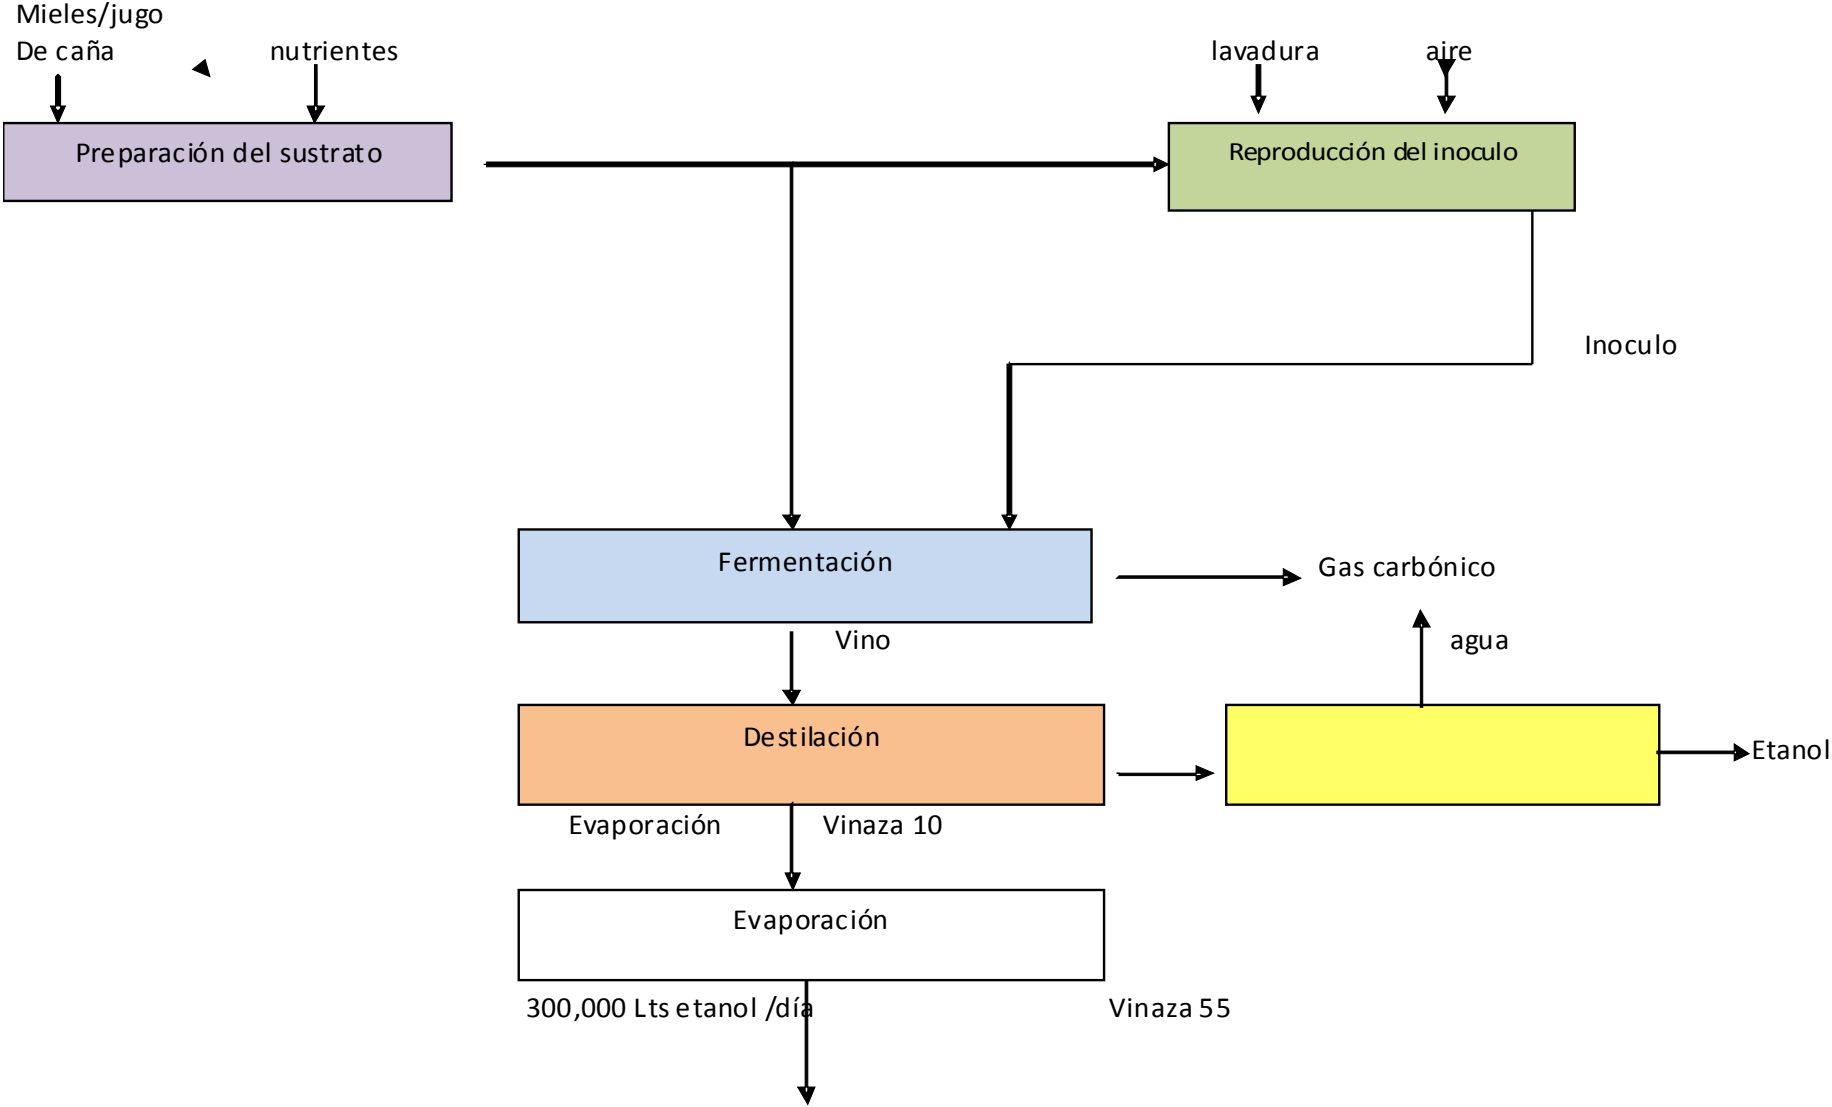 Mieles/jugo
De caña
nutrientes
lavadura
aire
Preparación del sustrato
Reproducción del inoculo
Inoculo
Fermentación
Gas carbónico
Vino
agua
Destilación
Etanol
Evaporación
Vinaza 10
Evaporación
300,000 Lts etanol /día
Vinaza 55